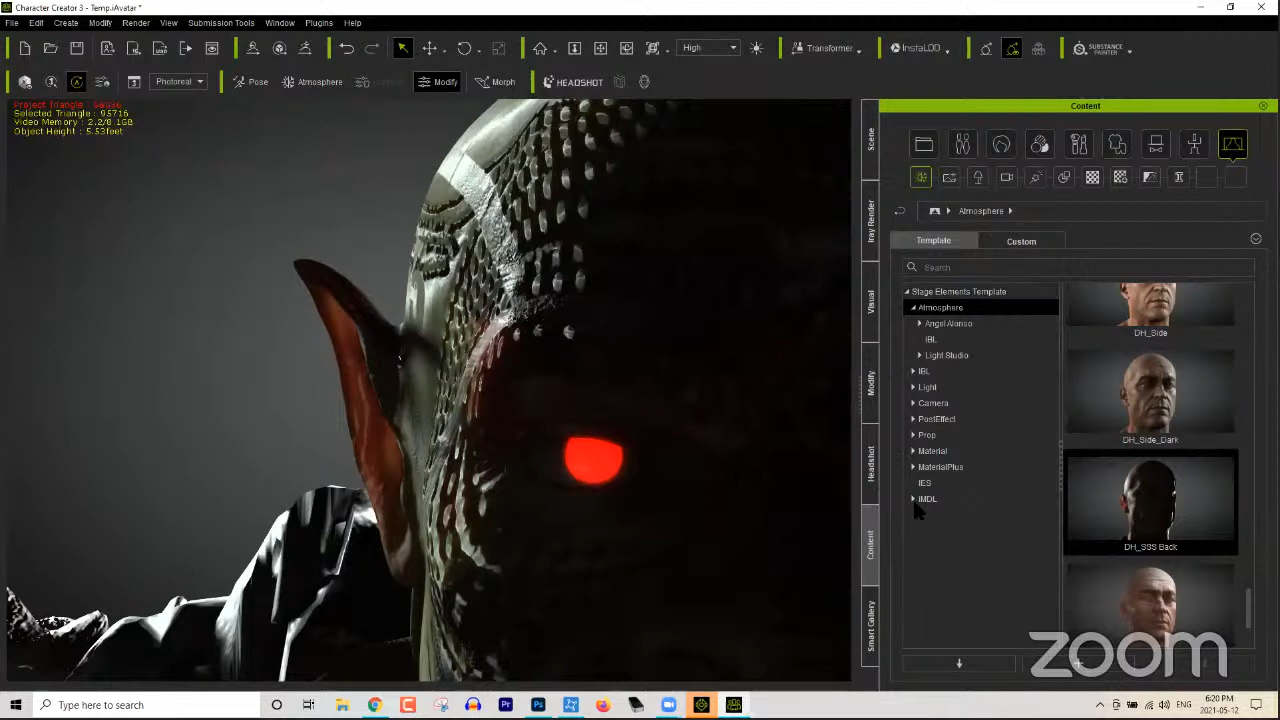 Character Creator 3 - Temp.iAvatar *
File Edit Create Modify Render View Submission Tools Window Plugins Help
High Transformer InstaLOD SUBSTANCE PAINTER
Photoreal Pose Atmosphere Modify Morph HEADSHOT
Selected Triangle : 95716
Video Memory : 2.2/0.1GB
Object Height : 5.53feet
Scene
Iray Render
Visual
Modify
Headshot
Content
Smart Gallery
Content
Atmosphere
Template Custom
Search
Stage Elements Template
Atmosphere
Angel Alonso
IBL
Light Studio
IBL
Light
Camera
PostEffect
Prop
Material
MaterialPlus
IES
IMDL
DH_Side
DH_Side_Dark
DH_SSS Back
zoom
Type here to search
ENG
6:20 PM
2021-05-12